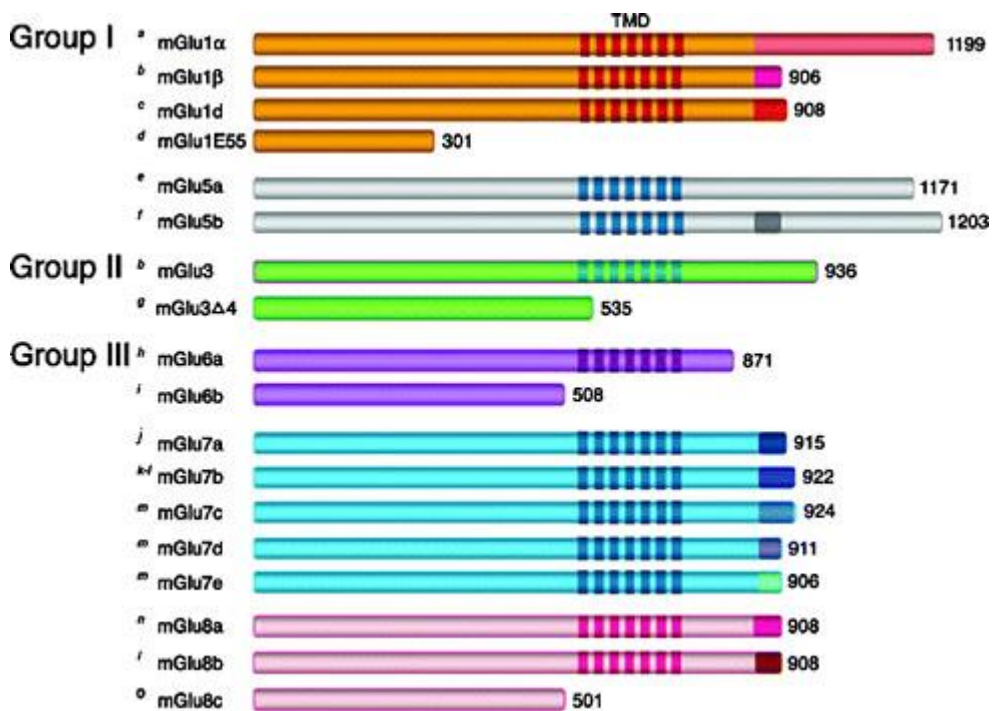 TMD
Group I a mGlu1α 1199
b mGlu1β 906
c mGlu1d 908
d mGlu1E55 301
e mGlu5a 1171
f mGlu5b 1203
Group II b mGlu3 936
g mGlu3Δ4 535
Group III h mGlu6a 871
i mGlu6b 508
j mGlu7a 915
k-l mGlu7b 922
m mGlu7c 924
m mGlu7d 911
m mGlu7e 906
n mGlu8a 908
i mGlu8b 908
o mGlu8c 501